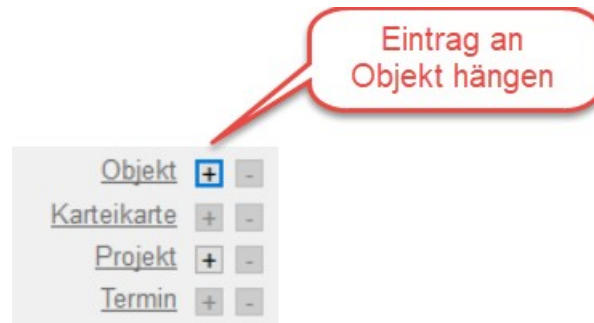 Eintrag an
Objekt hängen
Objekt + -
Karteikarte + -
Projekt + -
Termin + -